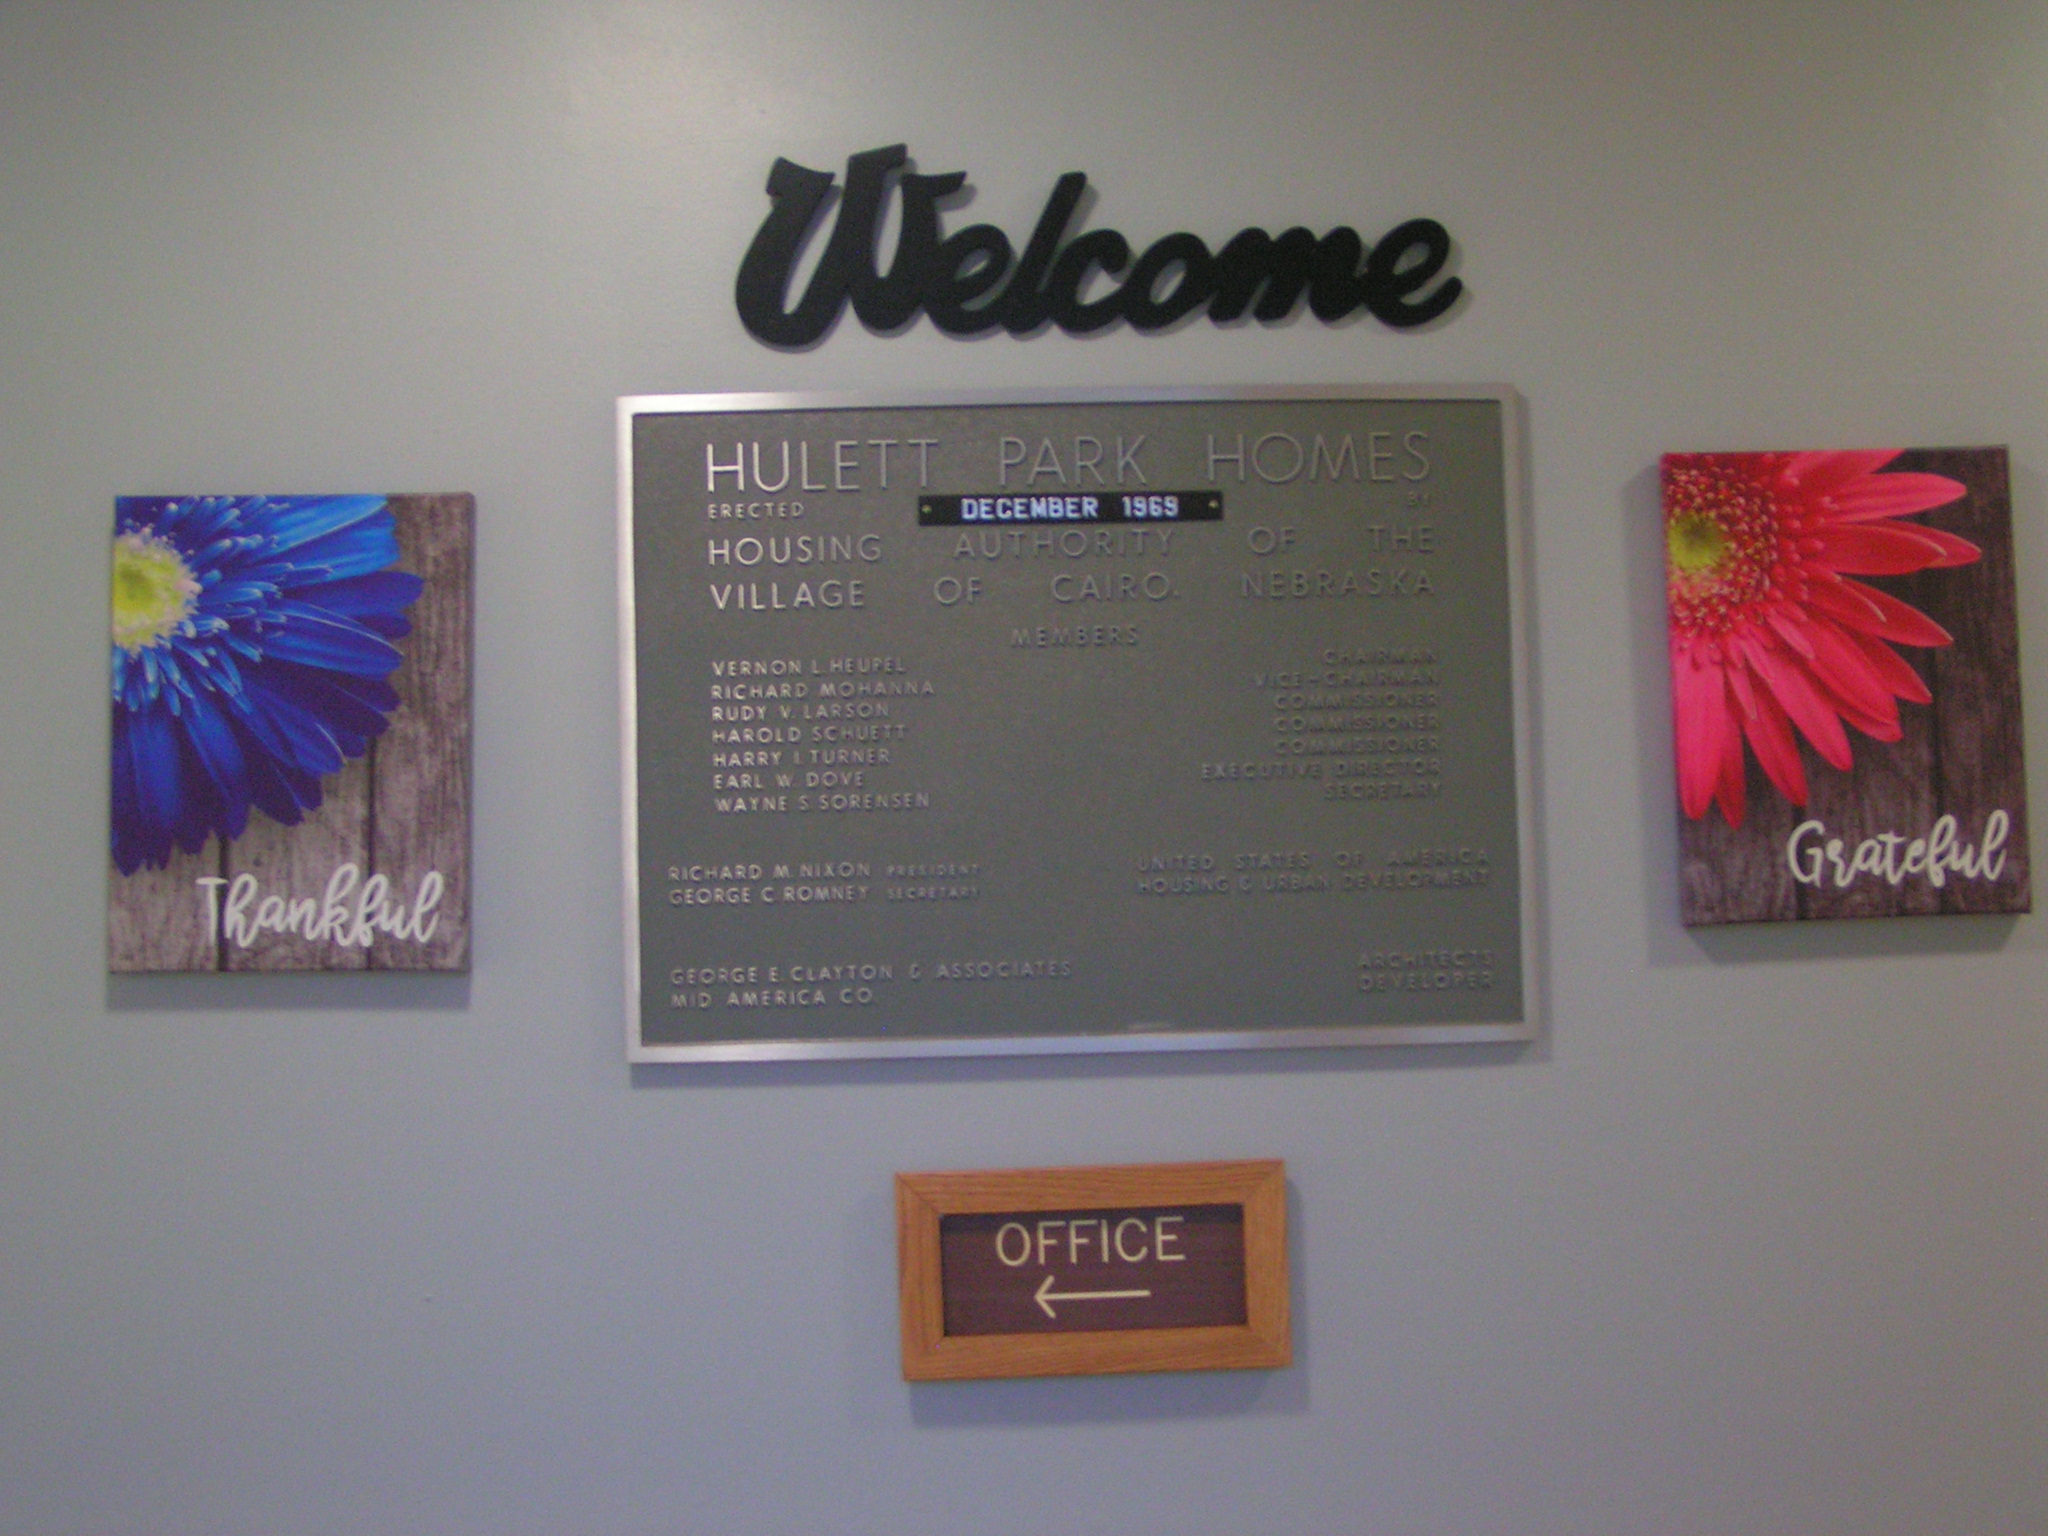 Welcome
HULETT PARK HOMES
ERECTED DECEMBER 1969 BY
HOUSING AUTHORITY OF THE
VILLAGE OF CAIRO, NEBRASKA
MEMBERS
VERNON L. HEUPEL CHAIRMAN
RICHARD MOHANNA VICE-CHAIRMAN
RUDY V. LARSON COMMISSIONER
HAROLD SCHUETT COMMISSIONER
HARRY I. TURNER COMMISSIONER
EARL W. DOVE EXECUTIVE DIRECTOR
WAYNE S. SORENSEN SECRETARY
RICHARD M. NIXON PRESIDENT UNITED STATES OF AMERICA
GEORGE C. ROMNEY SECRETARY HOUSING & URBAN DEVELOPMENT
GEORGE E. CLAYTON & ASSOCIATES ARCHITECTS
MID AMERICA CO. DEVELOPER
Thankful
Grateful
OFFICE
←